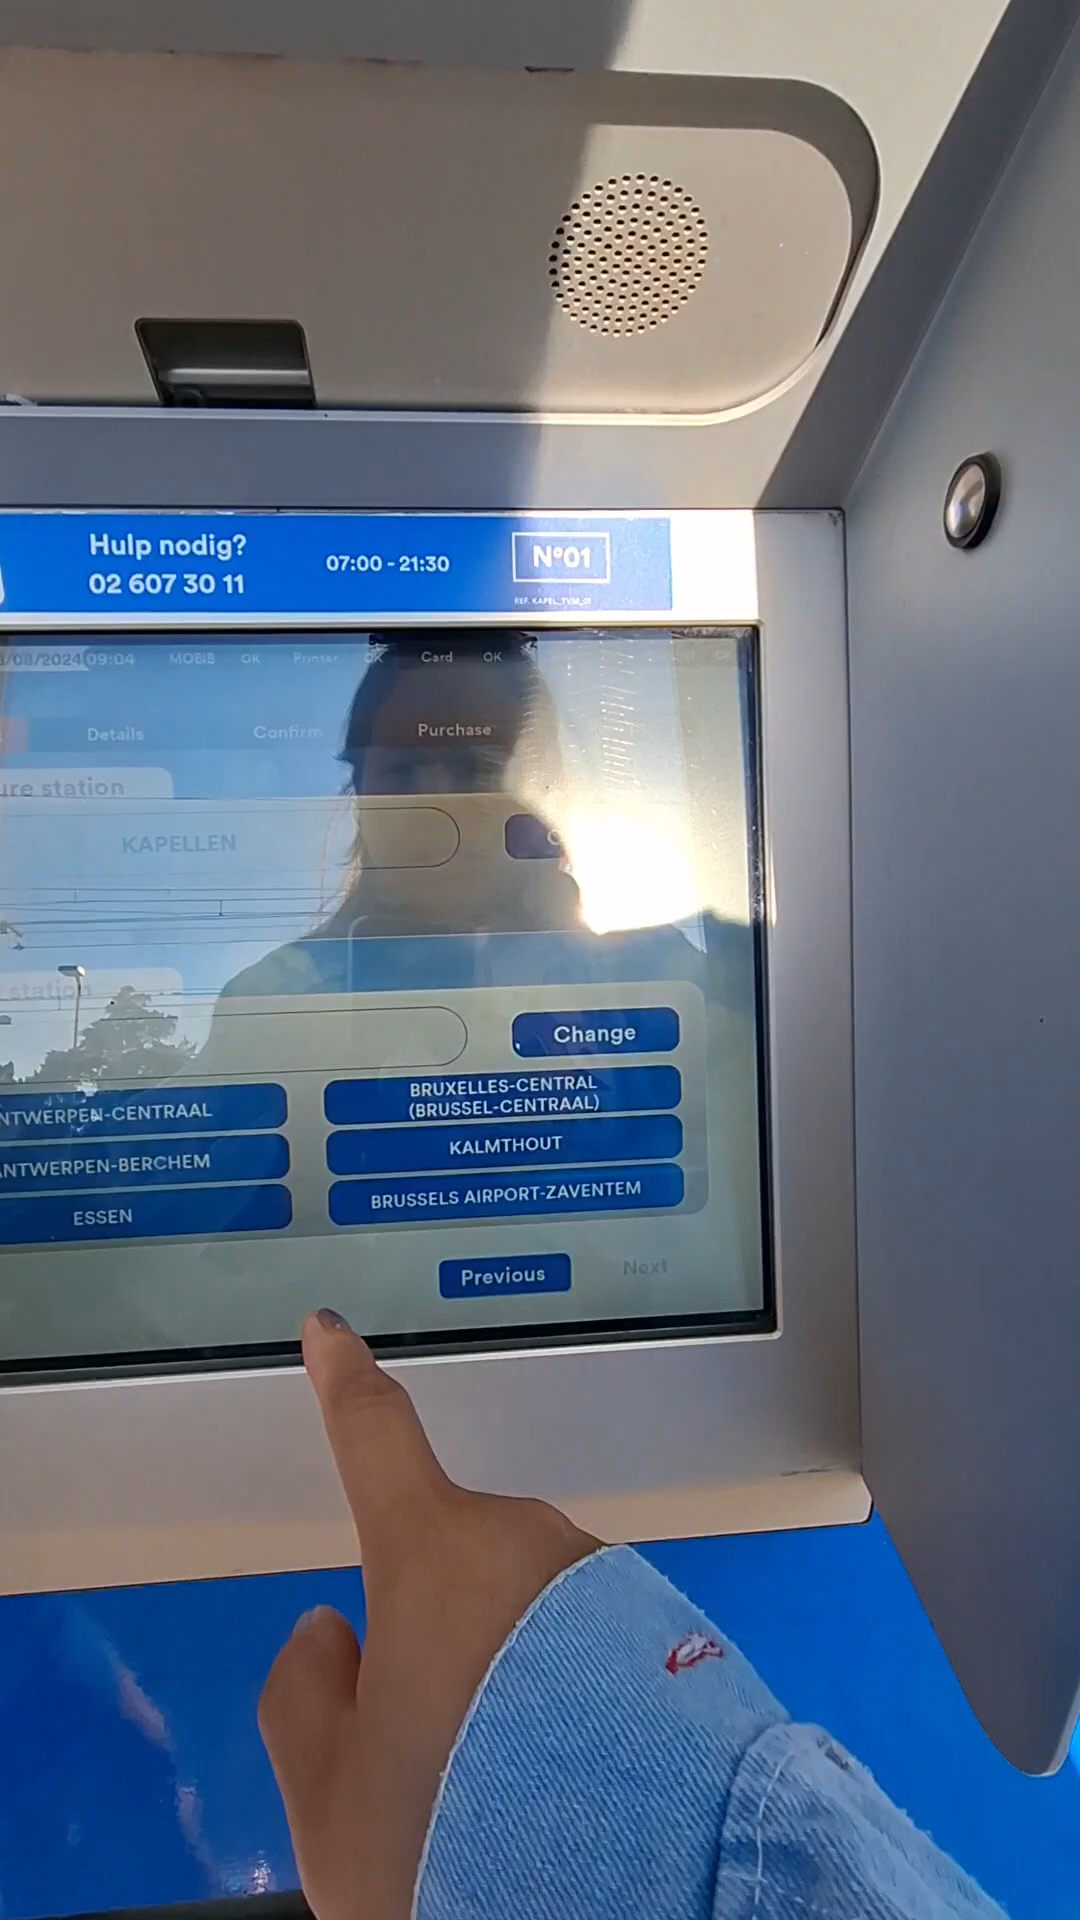 Hulp nodig?
02 607 30 11
07:00 - 21:30
Nº01
REF. KAPEL_TVM_01
/08/2024 09:04 MOBIB OK Printer OK Card OK OK
Details Confirm Purchase
ure station
KAPELLEN
station
Change
NTWERPEN-CENTRAAL
BRUXELLES-CENTRAL
(BRUSSEL-CENTRAAL)
ANTWERPEN-BERCHEM
KALMTHOUT
ESSEN
BRUSSELS AIRPORT-ZAVENTEM
Previous Next